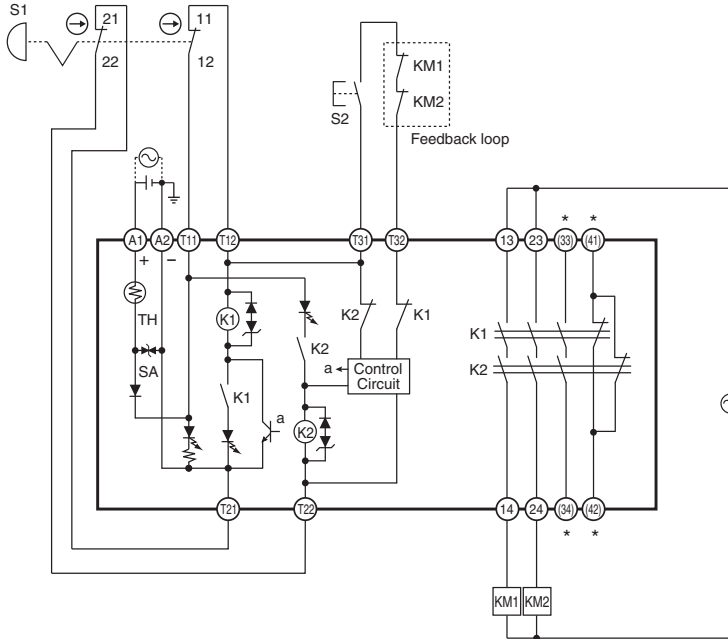 S1
21
11
22
12
S2
KM1
KM2
Feedback loop
A1
A2
T11
T12
T31
T32
13
23
*
(33)
*
(41)
+
−
TH
SA
K1
K1
a
K2
K2
K2
K1
a
Control
Circuit
K1
K2
T21
T22
14
24
(34)
*
(42)
*
KM1
KM2